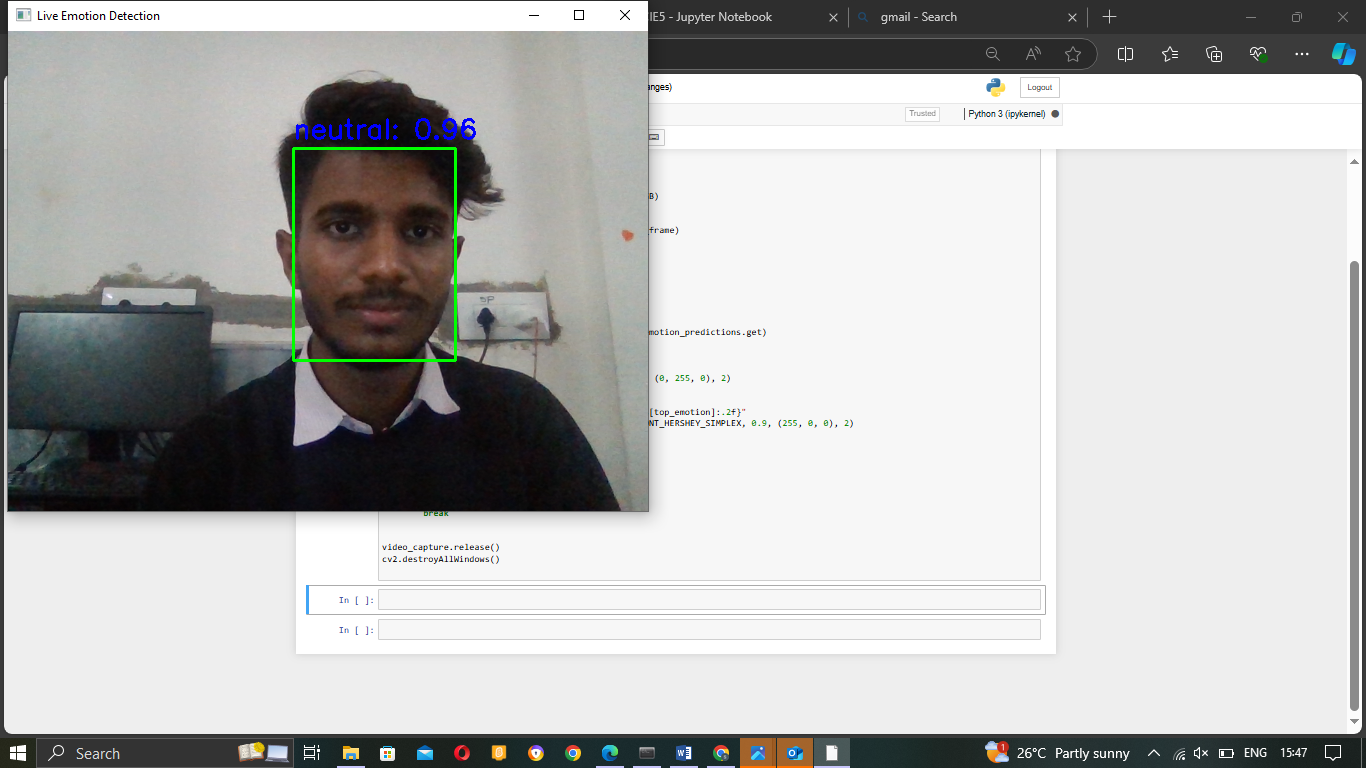 Live Emotion Detection
IE5 - Jupyter Notebook
gmail - Search
anges)
Logout
Trusted
Python 3 (ipykernel)
neutral: 0.96
B)
frame)
motion_predictions.get)
(0, 255, 0), 2)
[top_emotion]:.2f}"
NT_HERSHEY_SIMPLEX, 0.9, (255, 0, 0), 2)
break
video_capture.release()
cv2.destroyAllWindows()
In [ ]:
In [ ]:
Search
1
26°C Partly sunny
ENG
15:47